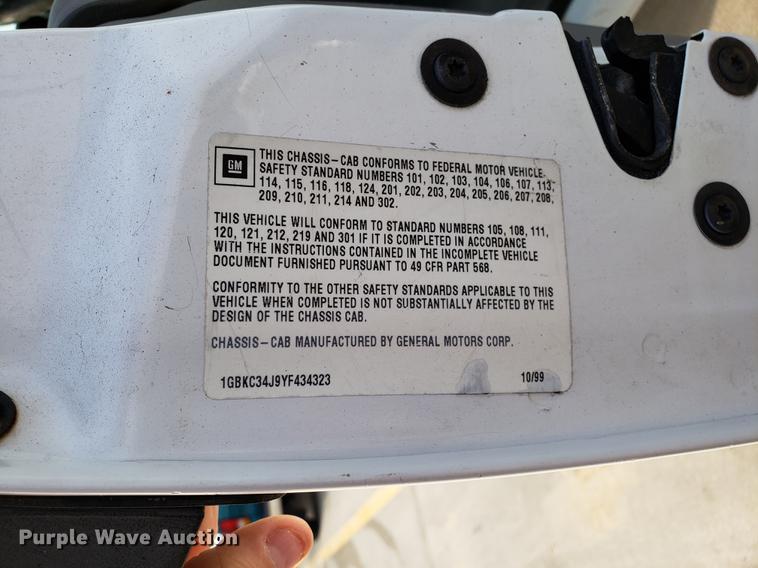 GM
THIS CHASSIS-CAB CONFORMS TO FEDERAL MOTOR VEHICLE
SAFETY STANDARD NUMBERS 101, 102, 103, 104, 106, 107, 113,
114, 115, 116, 118, 124, 201, 202, 203, 204, 205, 206, 207, 208,
209, 210, 211, 214 AND 302.
THIS VEHICLE WILL CONFORM TO STANDARD NUMBERS 105, 108, 111,
120, 121, 212, 219 AND 301 IF IT IS COMPLETED IN ACCORDANCE
WITH THE INSTRUCTIONS CONTAINED IN THE INCOMPLETE VEHICLE
DOCUMENT FURNISHED PURSUANT TO 49 CFR PART 568.
CONFORMITY TO THE OTHER SAFETY STANDARDS APPLICABLE TO THIS
VEHICLE WHEN COMPLETED IS NOT SUBSTANTIALLY AFFECTED BY THE
DESIGN OF THE CHASSIS CAB.
CHASSIS-CAB MANUFACTURED BY GENERAL MOTORS CORP.
1GBKC34J9YF434323 10/99
Purple Wave Auction